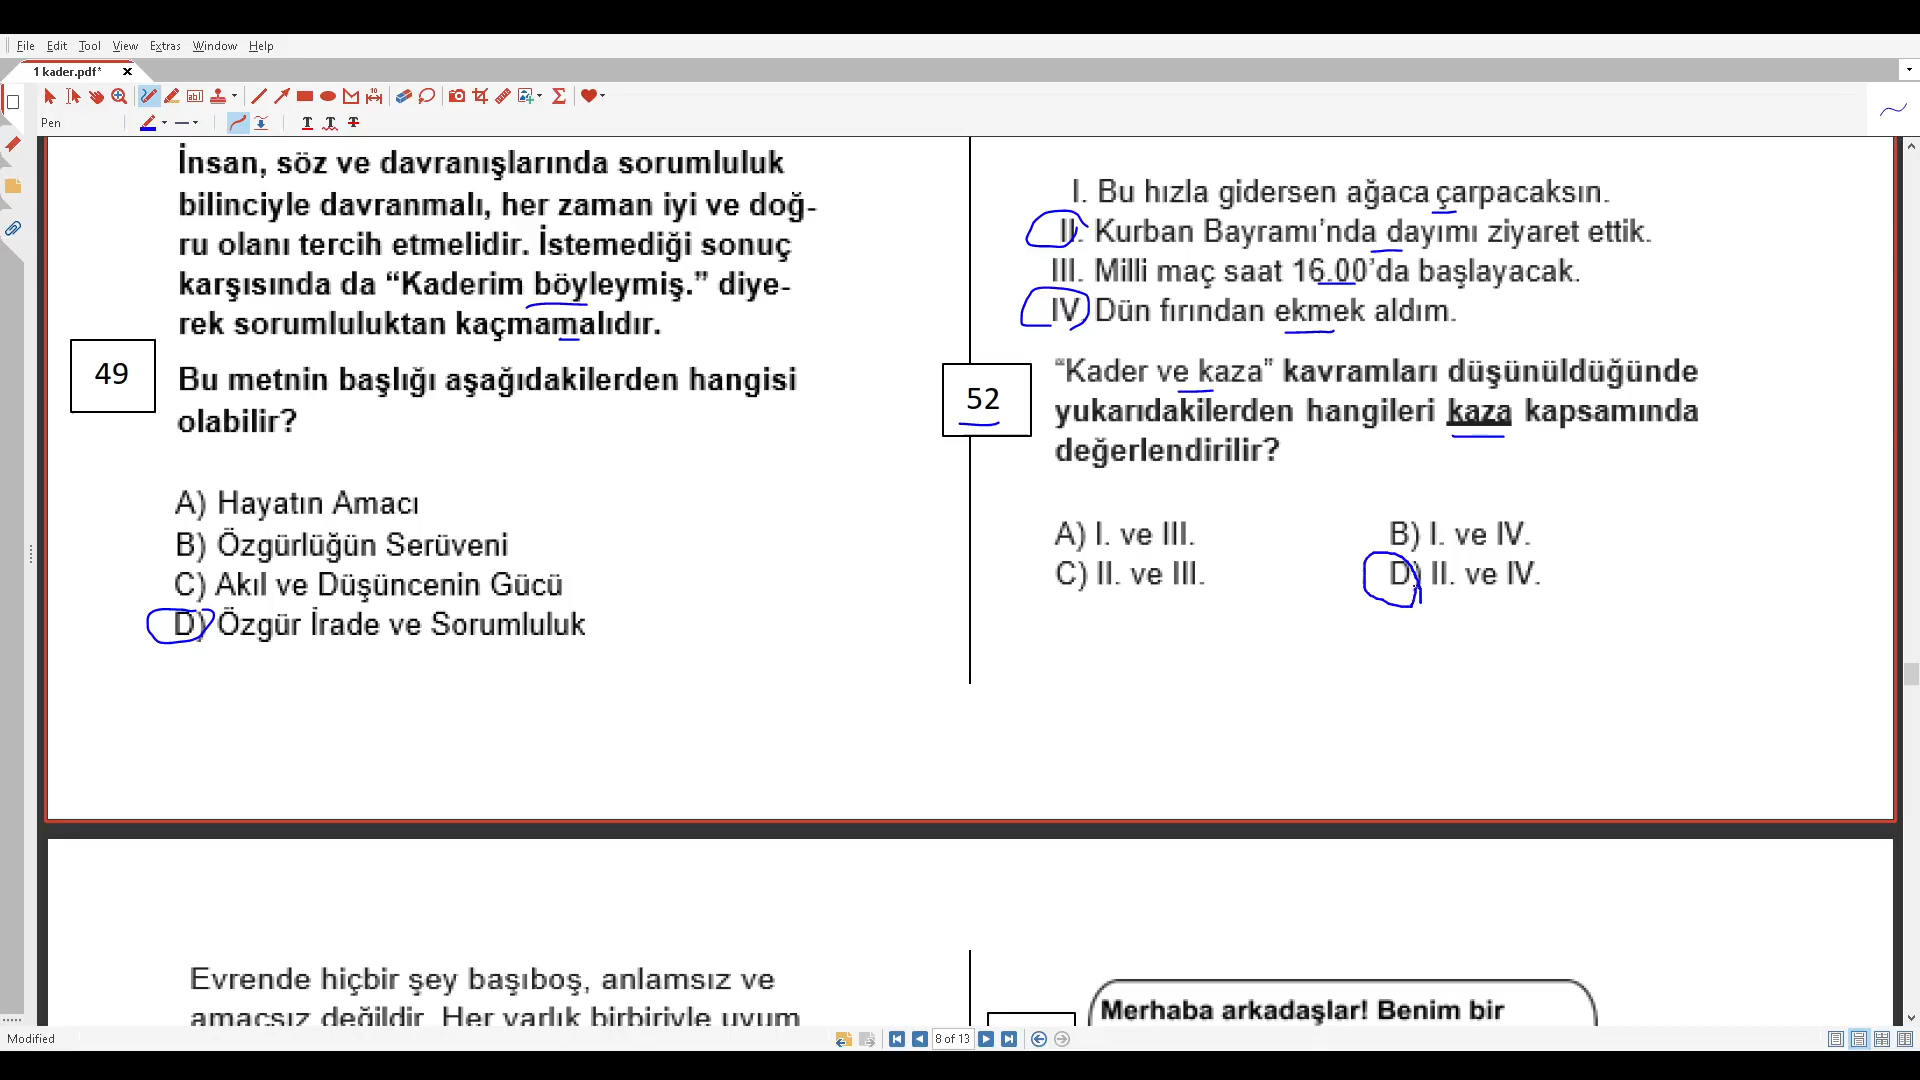 File Edit Tool View Extras Window Help
1 kader.pdf*
Pen
İnsan, söz ve davranışlarında sorumluluk
bilinciyle davranmalı, her zaman iyi ve doğ-
ru olanı tercih etmelidir. İstemediği sonuç
karşısında da “Kaderim böyleymiş.” diye-
rek sorumluluktan kaçmamalıdır.
49
Bu metnin başlığı aşağıdakilerden hangisi
olabilir?
A) Hayatın Amacı
B) Özgürlüğün Serüveni
C) Akıl ve Düşüncenin Gücü
D) Özgür İrade ve Sorumluluk
I. Bu hızla gidersen ağaca çarpacaksın.
II. Kurban Bayramı’nda dayımı ziyaret ettik.
III. Milli maç saat 16.00’da başlayacak.
IV. Dün fırından ekmek aldım.
52
“Kader ve kaza” kavramları düşünüldüğünde
yukarıdakilerden hangileri kaza kapsamında
değerlendirilir?
A) I. ve III. B) I. ve IV.
C) II. ve III. D) II. ve IV.
Evrende hiçbir şey başıboş, anlamsız ve
amaçsız değildir. Her varlık birbiriyle uyum
Merhaba arkadaşlar! Benim bir
Modified
8 of 13